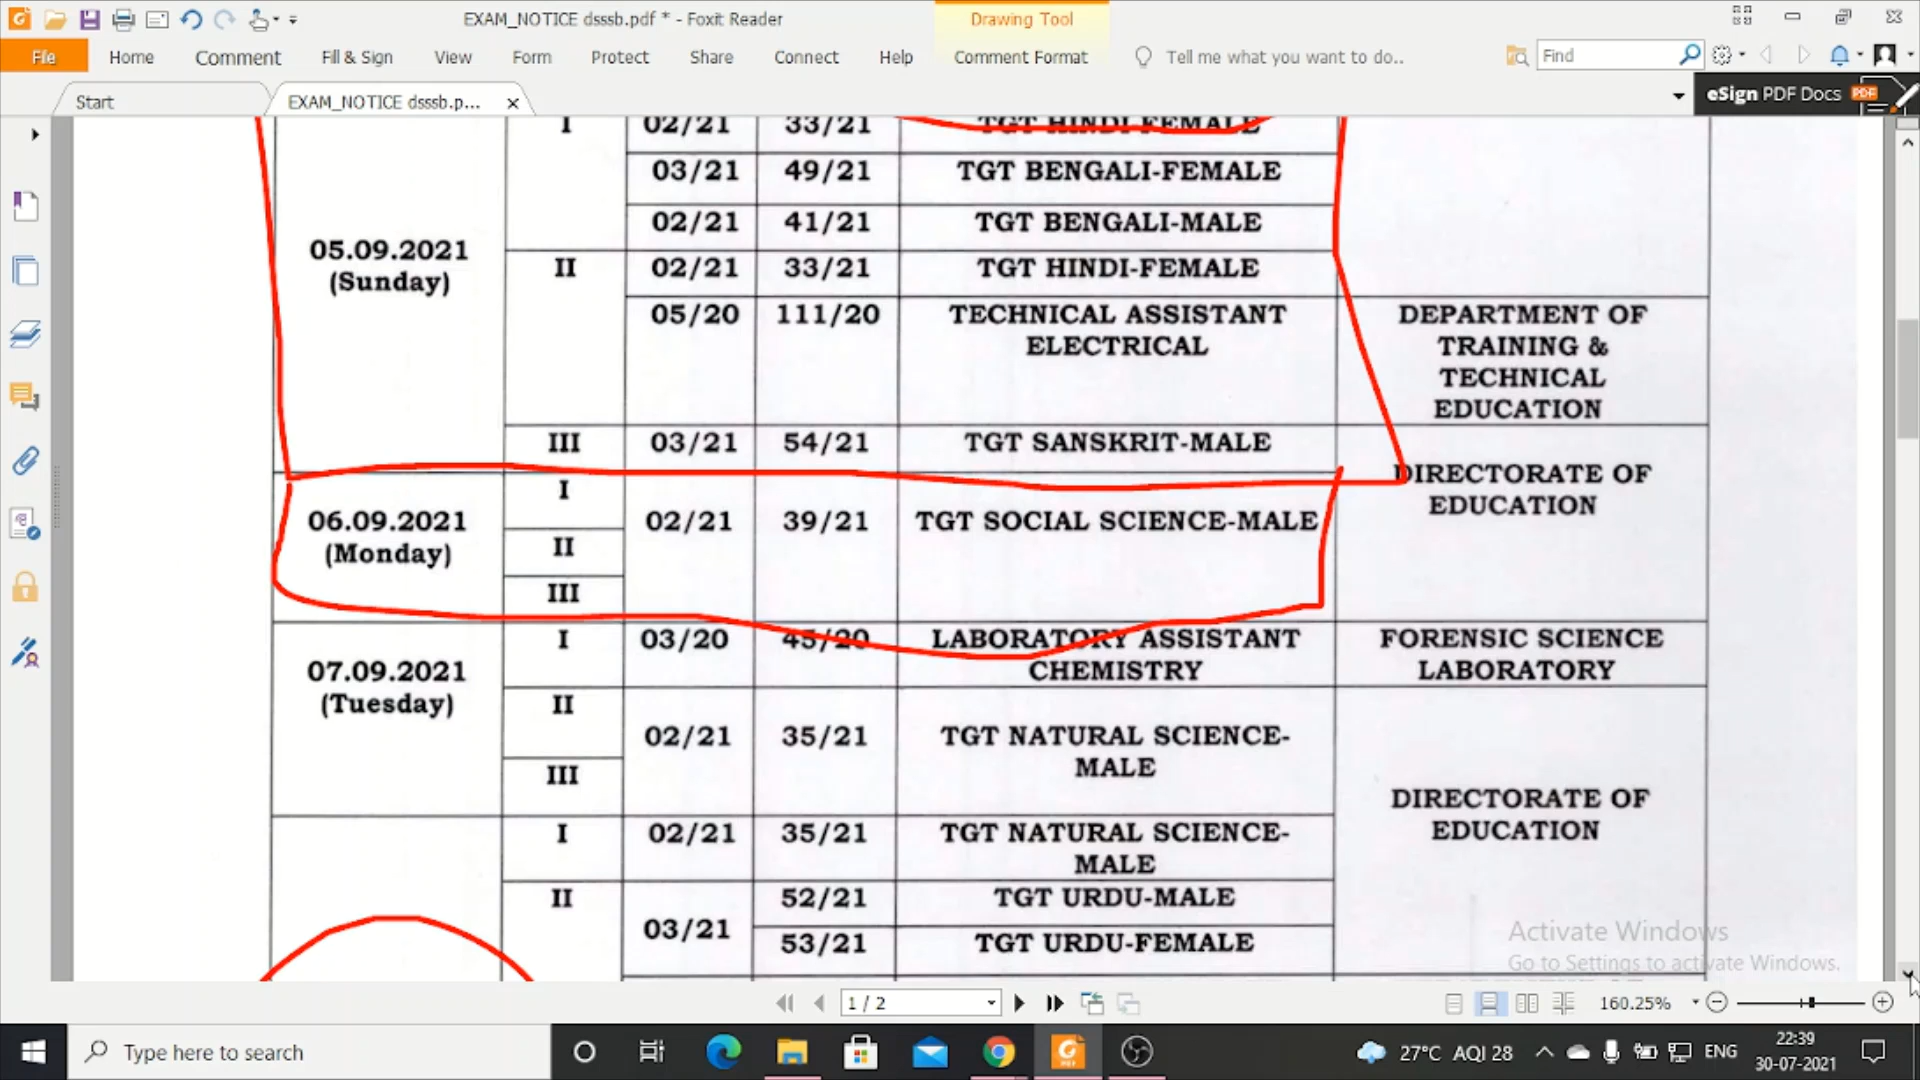 EXAM_NOTICE dsssb.pdf * - Foxit Reader
Drawing Tool
File
Home
Comment
Fill & Sign
View
Form
Protect
Share
Connect
Help
Comment Format
Tell me what you want to do..
Find
Start
EXAM_NOTICE dsssb.p...
eSign PDF Docs
PDF
I 02/21 33/21 TGT HINDI-FEMALE
03/21 49/21 TGT BENGALI-FEMALE
02/21 41/21 TGT BENGALI-MALE
05.09.2021
(Sunday)
II 02/21 33/21 TGT HINDI-FEMALE
05/20 111/20 TECHNICAL ASSISTANT
ELECTRICAL
DEPARTMENT OF
TRAINING &
TECHNICAL
EDUCATION
III 03/21 54/21 TGT SANSKRIT-MALE
DIRECTORATE OF
EDUCATION
06.09.2021
(Monday)
I
II
III
02/21 39/21 TGT SOCIAL SCIENCE-MALE
07.09.2021
(Tuesday)
I 03/20 45/20 LABORATORY ASSISTANT
CHEMISTRY
FORENSIC SCIENCE
LABORATORY
II
III
02/21 35/21 TGT NATURAL SCIENCE-
MALE
DIRECTORATE OF
EDUCATION
I 02/21 35/21 TGT NATURAL SCIENCE-
MALE
II
03/21
52/21 TGT URDU-MALE
53/21 TGT URDU-FEMALE
Activate Windows
Go to Settings to activate Windows.
1 / 2
160.25%
Type here to search
27°C AQI 28
ENG
22:39
30-07-2021